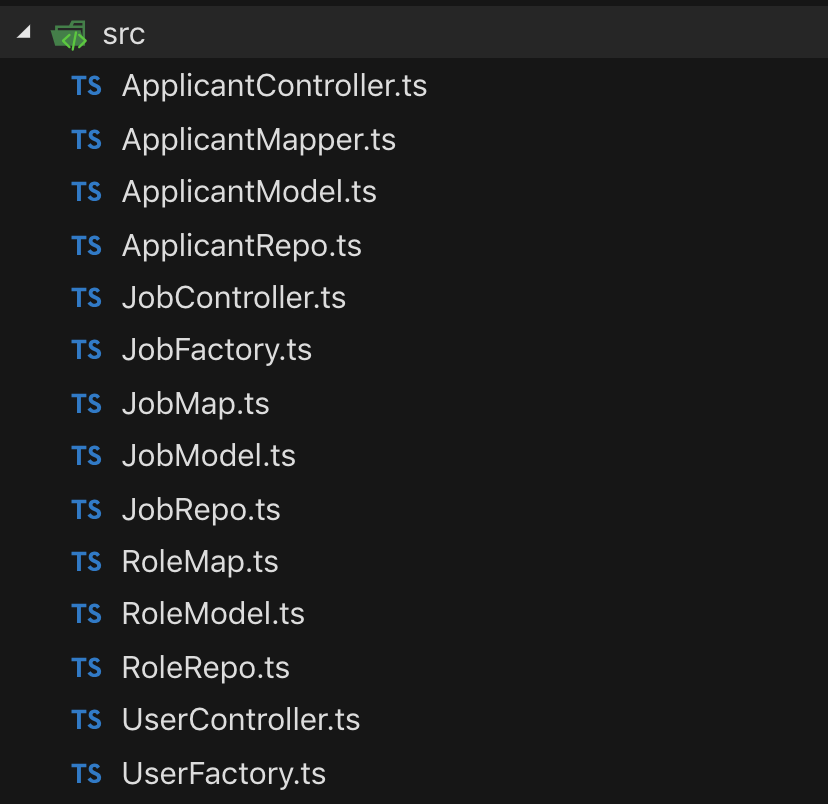 src
TS ApplicantController.ts
TS ApplicantMapper.ts
TS ApplicantModel.ts
TS ApplicantRepo.ts
TS JobController.ts
TS JobFactory.ts
TS JobMap.ts
TS JobModel.ts
TS JobRepo.ts
TS RoleMap.ts
TS RoleModel.ts
TS RoleRepo.ts
TS UserController.ts
TS UserFactory.ts